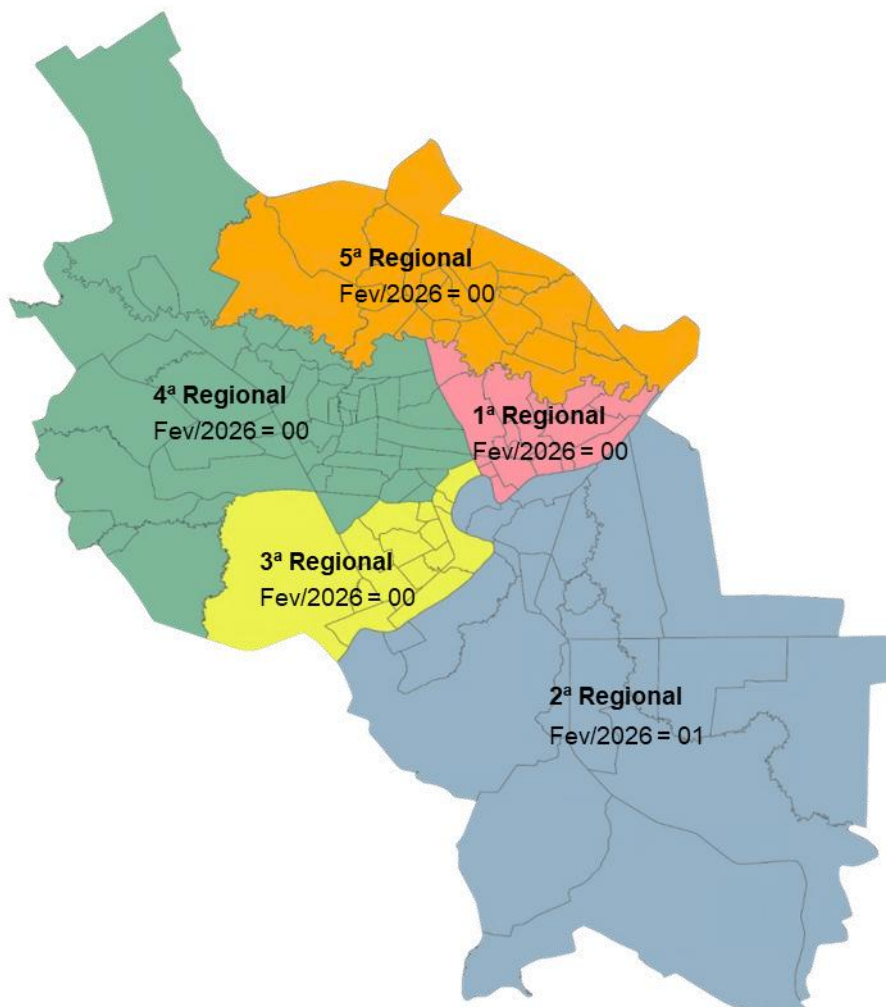 5ª Regional
Fev/2026 = 00
4ª Regional
Fev/2026 = 00
1ª Regional
Fev/2026 = 00
3ª Regional
Fev/2026 = 00
2ª Regional
Fev/2026 = 01